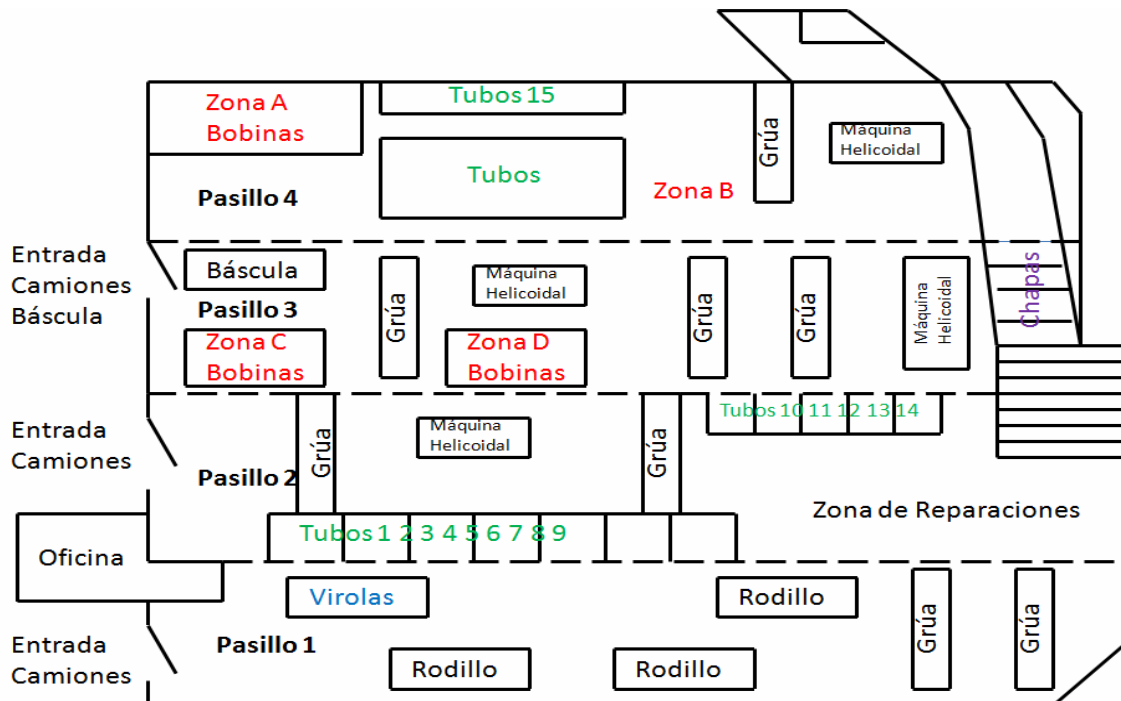 Zona A
Bobinas
Tubos 15
Grúa
Máquina
Helicoidal
Tubos
Zona B
Pasillo 4
Entrada
Camiones
Báscula
Báscula
Grúa
Máquina
Helicoidal
Grúa
Grúa
Máquina
Helicoidal
Chapas
Pasillo 3
Zona C
Bobinas
Zona D
Bobinas
Tubos 10 11 12 13 14
Entrada
Camiones
Grúa
Máquina
Helicoidal
Grúa
Pasillo 2
Zona de Reparaciones
Tubos 1 2 3 4 5 6 7 8 9
Oficina
Virolas
Rodillo
Grúa
Grúa
Entrada
Camiones
Pasillo 1
Rodillo
Rodillo